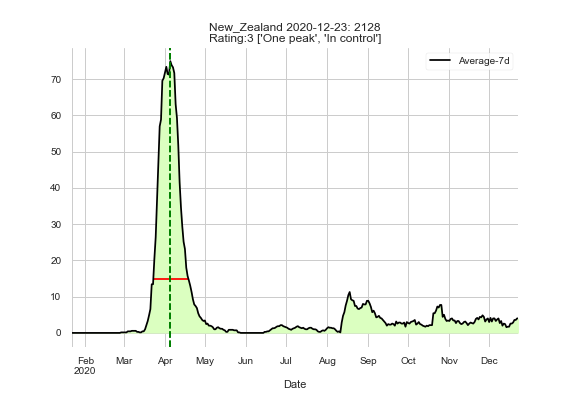 New_Zealand 2020-12-23: 2128
Rating:3 ['One peak', 'In control']
Average-7d
70
60
50
40
30
20
10
0
Feb Mar Apr May Jun Jul Aug Sep Oct Nov Dec
2020
Date